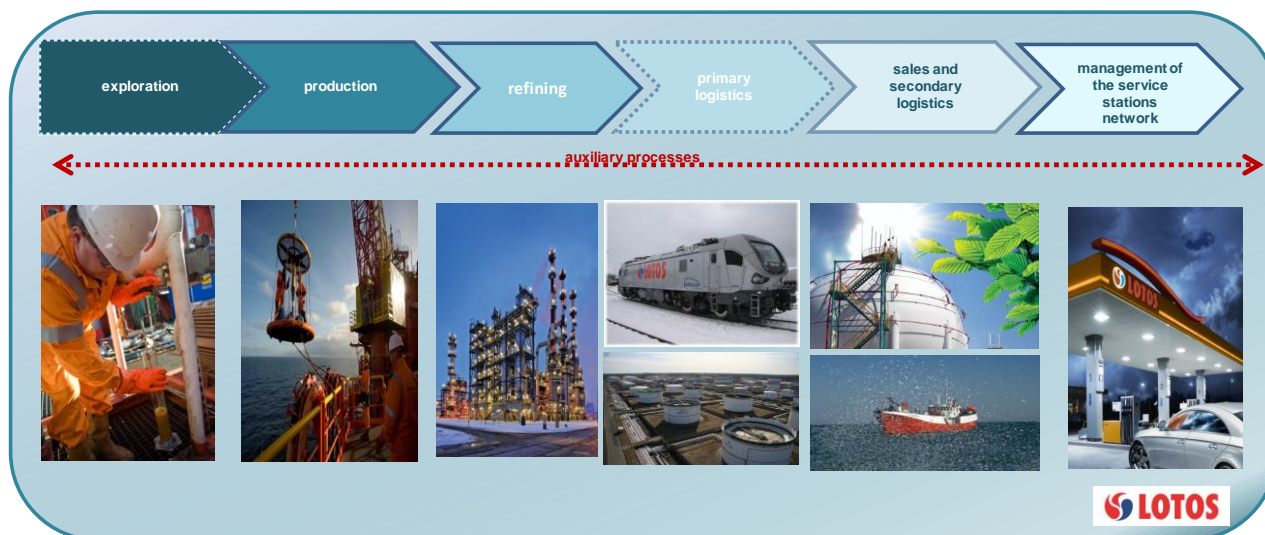 exploration
production
refining
primary
logistics
sales and
secondary
logistics
management of
the service
stations
network
auxiliary processes
LOTOS
LOTOS
LOTOS